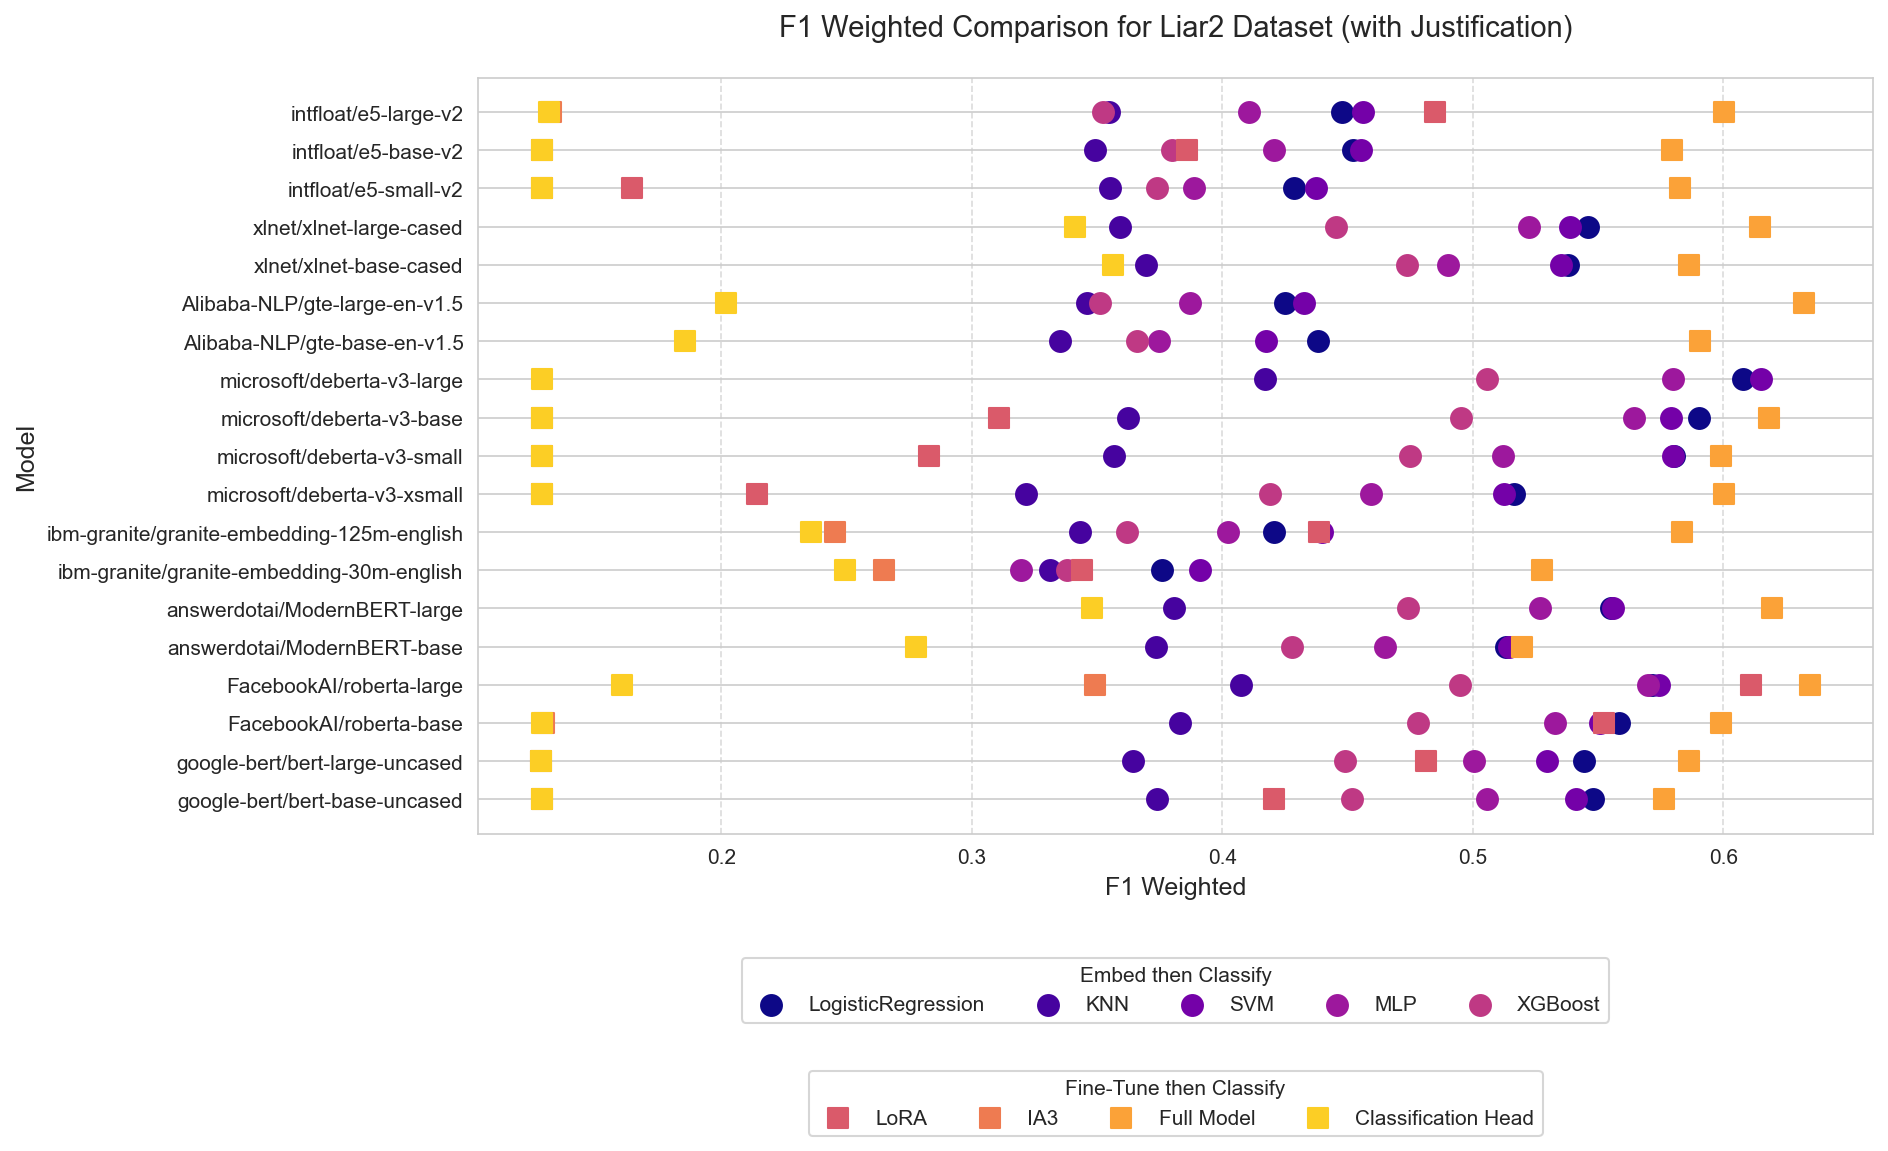 F1 Weighted Comparison for Liar2 Dataset (with Justification)
Model
intfloat/e5-large-v2
intfloat/e5-base-v2
intfloat/e5-small-v2
xlnet/xlnet-large-cased
xlnet/xlnet-base-cased
Alibaba-NLP/gte-large-en-v1.5
Alibaba-NLP/gte-base-en-v1.5
microsoft/deberta-v3-large
microsoft/deberta-v3-base
microsoft/deberta-v3-small
microsoft/deberta-v3-xsmall
ibm-granite/granite-embedding-125m-english
ibm-granite/granite-embedding-30m-english
answerdotai/ModernBERT-large
answerdotai/ModernBERT-base
FacebookAI/roberta-large
FacebookAI/roberta-base
google-bert/bert-large-uncased
google-bert/bert-base-uncased
0.2 0.3 0.4 0.5 0.6
F1 Weighted
Embed then Classify
LogisticRegression KNN SVM MLP XGBoost
Fine-Tune then Classify
LoRA IA3 Full Model Classification Head